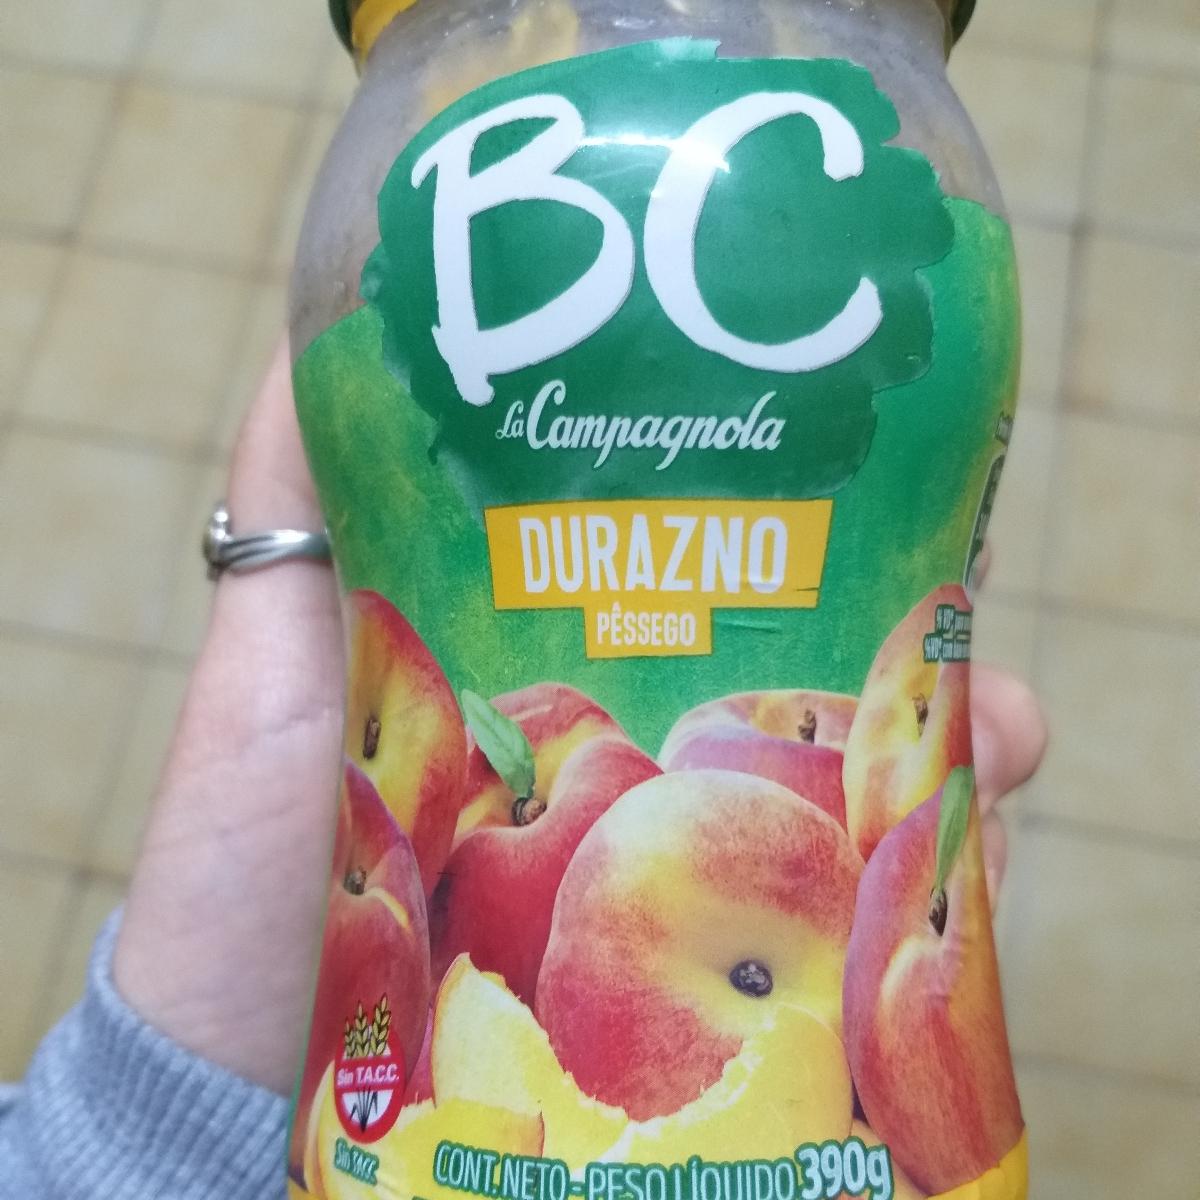 BC
La Campagnola
DURAZNO
PÊSSEGO
Sin T.A.C.C.
Sin TACC
CONT. NETO - PESO LÍQUIDO 390g